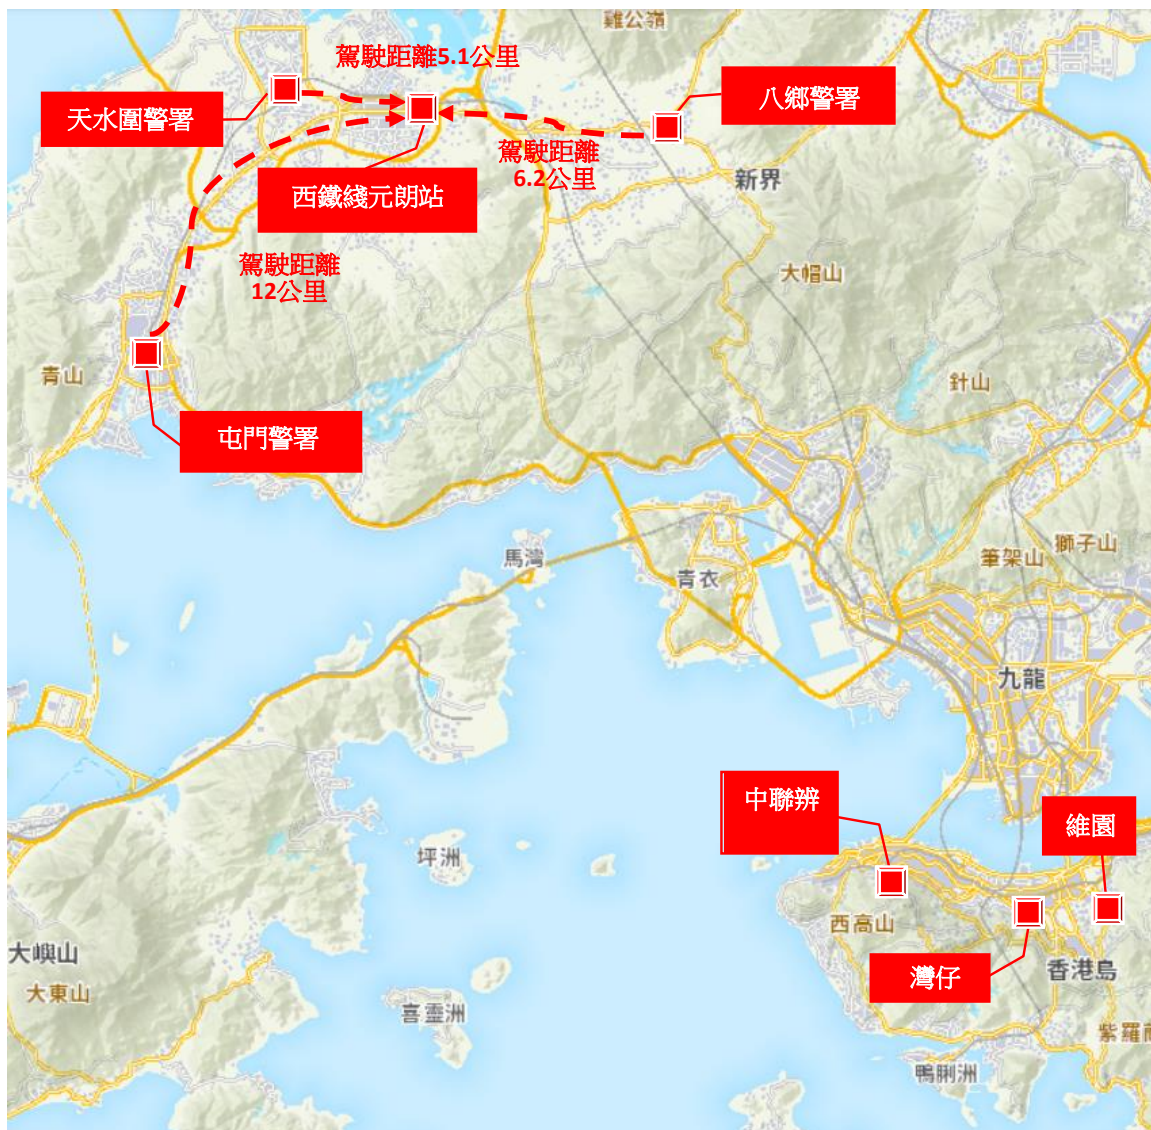 雞公嶺
駕駛距離5.1公里
天水圍警署
八鄉警署
駕駛距離
6.2公里
西鐵綫元朗站
新界
駕駛距離
12公里
大帽山
青山
針山
屯門警署
馬灣
青衣
筆架山
獅子山
九龍
中聯辨
維園
坪洲
西高山
大嶼山
灣仔
香港島
大東山
喜靈洲
紫羅
鴨脷洲